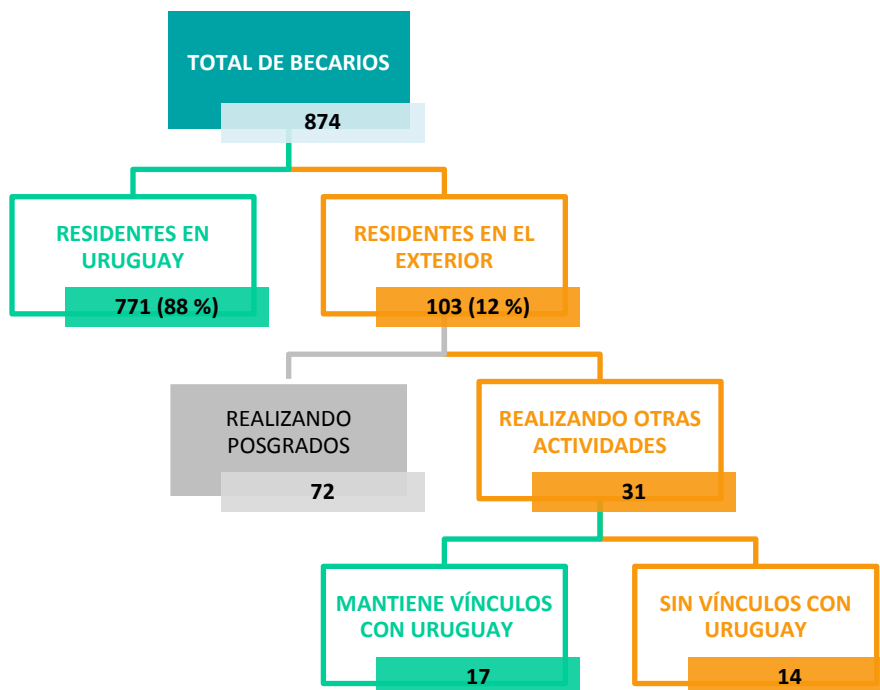 TOTAL DE BECARIOS
874
RESIDENTES EN
URUGUAY
771 (88 %)
RESIDENTES EN EL
EXTERIOR
103 (12 %)
REALIZANDO
POSGRADOS
72
REALIZANDO OTRAS
ACTIVIDADES
31
MANTIENE VÍNCULOS
CON URUGUAY
17
SIN VÍNCULOS CON
URUGUAY
14